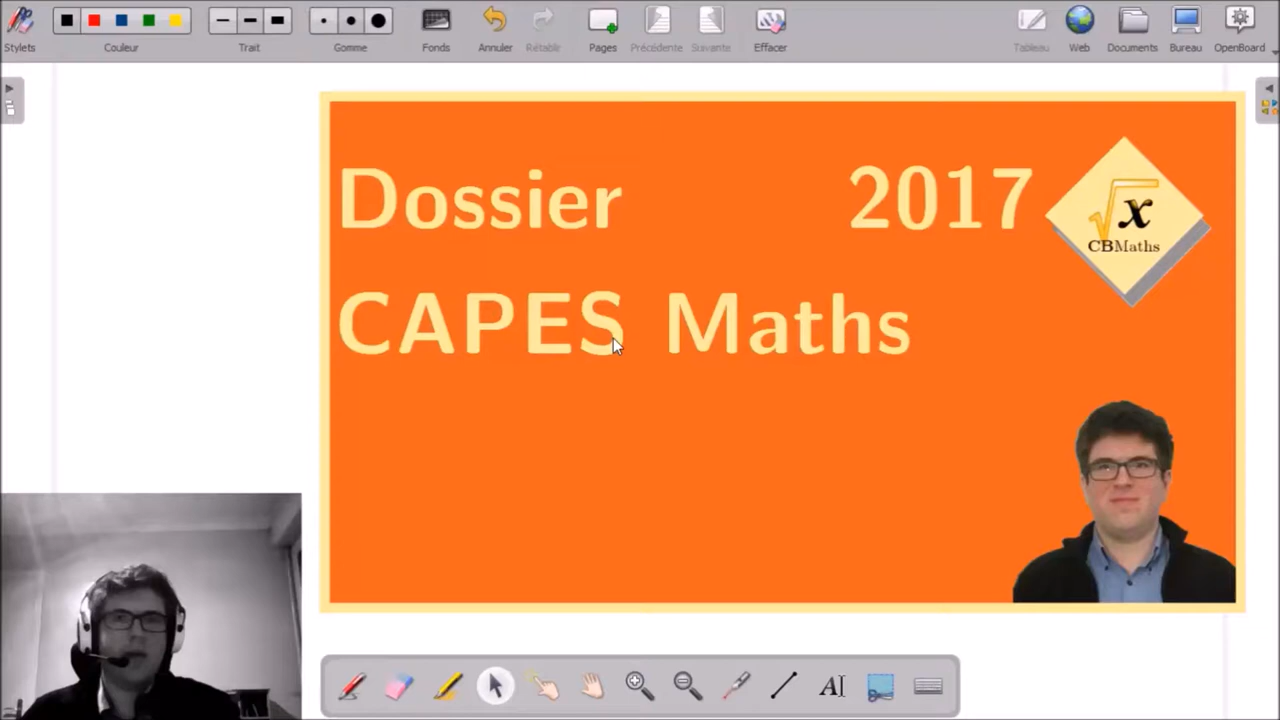 Stylets
Couleur
Trait
Gomme
Fonds
Annuler
Rétablir
Pages
Précédente
Suivante
Effacer
Tableau
Web
Documents
Bureau
OpenBoard
Dossier 2017
CAPES Maths
√x
CBMaths
AI